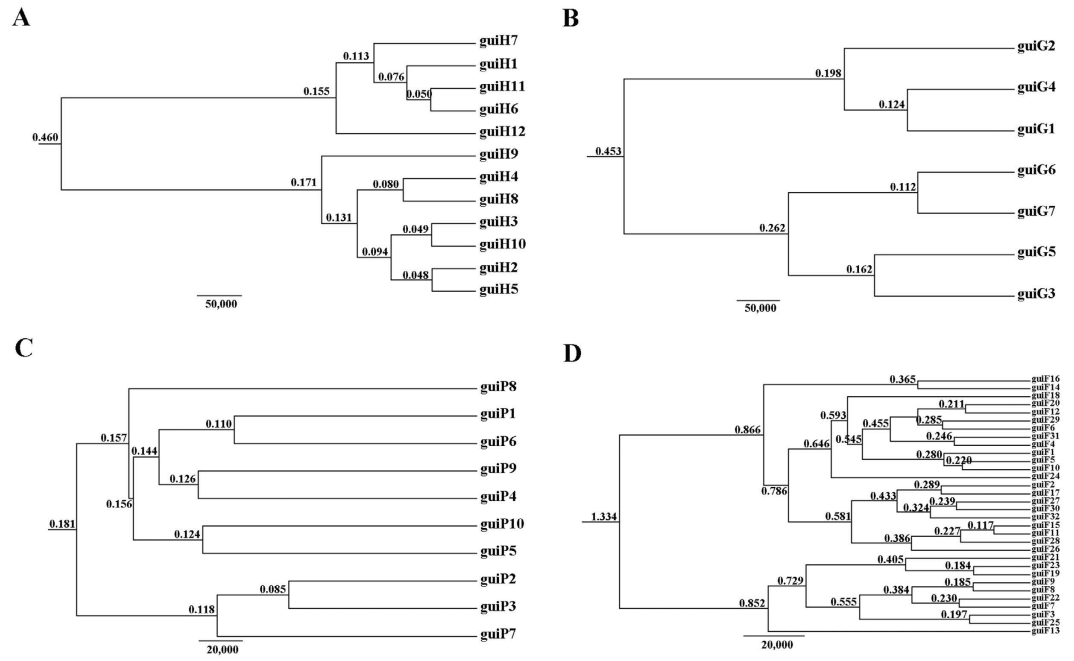 A
guiH7
0.113
guiH1
0.076
guiH11
0.050
0.155
guiH6
guiH12
0.460
guiH9
0.171
guiH4
0.080
guiH8
0.131
guiH3
0.049
guiH10
0.094
guiH2
0.048
guiH5
50,000
B
guiG2
0.198
guiG4
0.124
guiG1
0.453
guiG6
0.112
guiG7
0.262
guiG5
0.162
guiG3
50,000
C
guiP8
guiP1
0.110
0.157
guiP6
0.144
guiP9
0.126
guiP4
0.156
0.181
guiP10
0.124
guiP5
guiP2
0.085
guiP3
0.118
guiP7
20,000
D
guiF16
0.365
guiF14
guiF18
guiF20
0.211
guiF12
0.593
guiF29
0.285
0.455
guiF6
0.866
guiF31
0.246
guiF4
0.646
0.545
guiF1
0.280
guiF5
0.220
guiF10
guiF24
0.786
guiF2
0.289
guiF17
0.433
guiF27
0.239
guiF30
0.324
guiF32
1.334
0.581
guiF15
0.117
guiF11
0.227
guiF28
0.386
guiF26
guiF21
0.405
guiF23
0.184
guiF19
0.729
guiF9
0.185
guiF8
0.384
guiF22
0.230
guiF7
0.852
0.555
guiF3
0.197
guiF25
guiF13
20,000